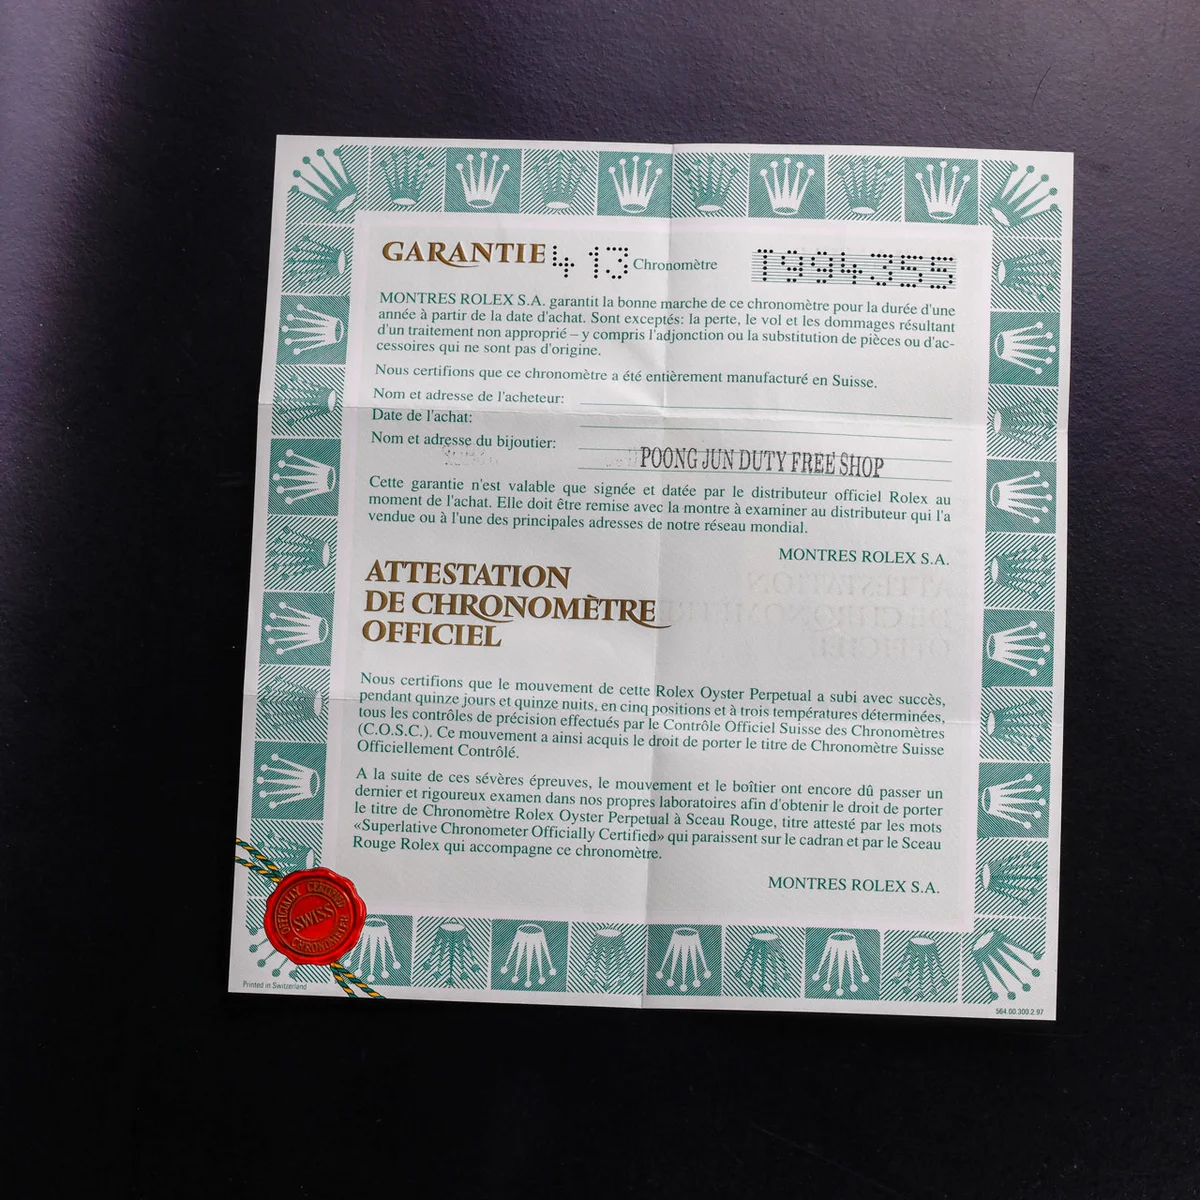 GARANTIE 4 13 Chronomètre T994355
MONTRES ROLEX S.A. garantit la bonne marche de ce chronomètre pour la durée d'une
année à partir de la date d'achat. Sont exceptés: la perte, le vol et les dommages résultant
d'un traitement non approprié – y compris l'adjonction ou la substitution de pièces ou d'ac-
cessoires qui ne sont pas d'origine.
Nous certifions que ce chronomètre a été entièrement manufacturé en Suisse.
Nom et adresse de l'acheteur:
Date de l'achat:
Nom et adresse du bijoutier:
POONG JUN DUTY FREE SHOP
Cette garantie n'est valable que signée et datée par le distributeur officiel Rolex au
moment de l'achat. Elle doit être remise avec la montre à examiner au distributeur qui l'a
vendue ou à l'une des principales adresses de notre réseau mondial.
MONTRES ROLEX S.A.
ATTESTATION
DE CHRONOMÈTRE
OFFICIEL
Nous certifions que le mouvement de cette Rolex Oyster Perpetual a subi avec succès,
pendant quinze jours et quinze nuits, en cinq positions et à trois températures déterminées,
tous les contrôles de précision effectués par le Contrôle Officiel Suisse des Chronomètres
(C.O.S.C.). Ce mouvement a ainsi acquis le droit de porter le titre de Chronomètre Suisse
Officiellement Contrôlé.
A la suite de ces sévères épreuves, le mouvement et le boîtier ont encore dû passer un
dernier et rigoureux examen dans nos propres laboratoires afin d'obtenir le droit de porter
le titre de Chronomètre Rolex Oyster Perpetual à Sceau Rouge, titre attesté par les mots
«Superlative Chronometer Officially Certified» qui paraissent sur le cadran et par le Sceau
Rouge Rolex qui accompagne ce chronomètre.
MONTRES ROLEX S.A.
OFFICIALLY CERTIFIED
SWISS
CHRONOMETER
Printed in Switzerland
564.00.300.2.97